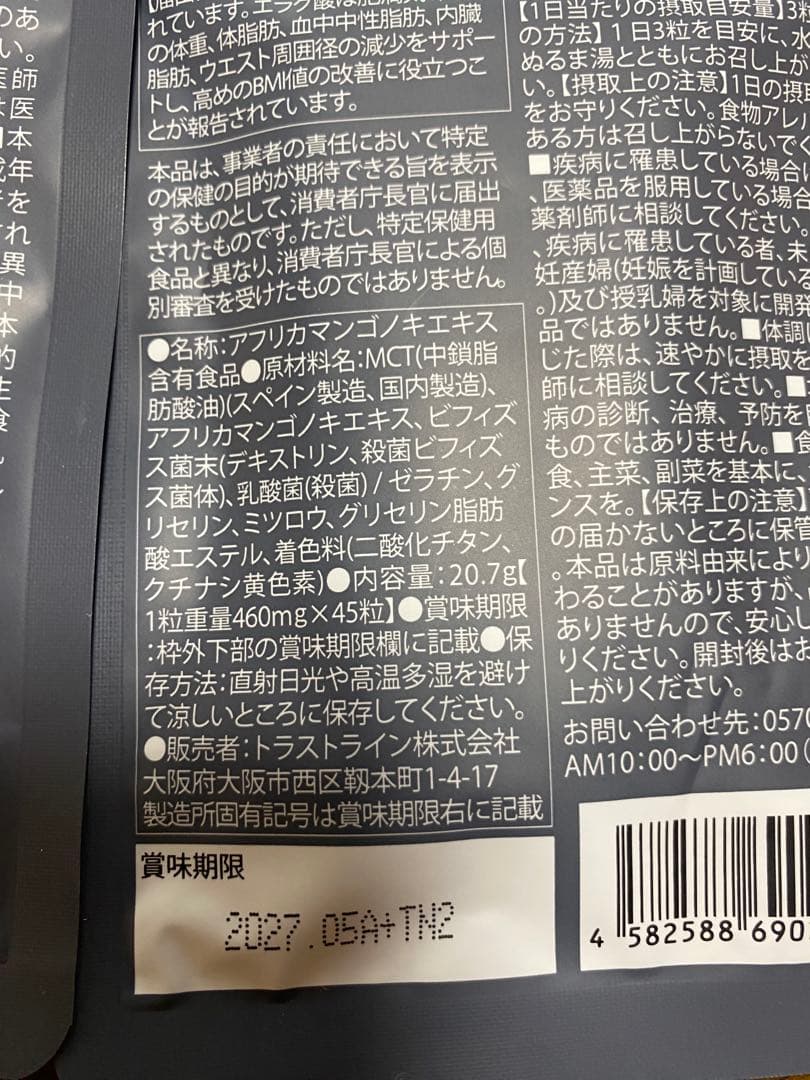 れています。エラグ酸は肥満気
の体重、体脂肪、血中中性脂肪、内臓
脂肪、ウエスト周囲径の減少をサポー
トし、高めのBMI値の改善に役立つこ
とが報告されています。
本品は、事業者の責任において特定
の保健の目的が期待できる旨を表示
するものとして、消費者庁長官に届出
されたものです。ただし、特定保健用
食品と異なり、消費者庁長官による個
別審査を受けたものではありません。
●名称:アフリカマンゴノキエキス
含有食品●原材料名:MCT(中鎖脂
肪酸油)(スペイン製造、国内製造)、
アフリカマンゴノキエキス、ビフィズ
ス菌末(デキストリン、殺菌ビフィズ
ス菌体)、乳酸菌(殺菌) / ゼラチン、グ
リセリン、ミツロウ、グリセリン脂肪
酸エステル、着色料(二酸化チタン、
クチナシ黄色素)●内容量:20.7g【
1粒重量460mg×45粒】●賞味期限
:枠外下部の賞味期限欄に記載●保
存方法:直射日光や高温多湿を避け
て涼しいところに保存してください。
●販売者:トラストライン株式会社
大阪府大阪市西区靱本町1-4-17
製造所固有記号は賞味期限右に記載
賞味期限
2027.05A+TN2
【1日当たりの摂取目安量】3粒
の方法】1日3粒を目安に、水
ぬるま湯とともにお召し上が
い。【摂取上の注意】1日の摂取
をお守りください。食物アレ
ある方は召し上がらないでく
■疾病に罹患している場合に
、医薬品を服用している場合
薬剤師に相談してください。
、疾病に罹患している者、未
妊産婦(妊娠を計画している
。)及び授乳婦を対象に開発
品ではありません。■体調に
じた際は、速やかに摂取を
師に相談してください。■
病の診断、治療、予防を
ものではありません。■食
食、主菜、副菜を基本に、
ンスを。【保存上の注意】
の届かないところに保管
。本品は原料由来により
わることがありますが、
ありませんので、安心し
りください。開封後はお
上がりください。
お問い合わせ先:0570
AM10:00～PM6:00(
4 582588 690